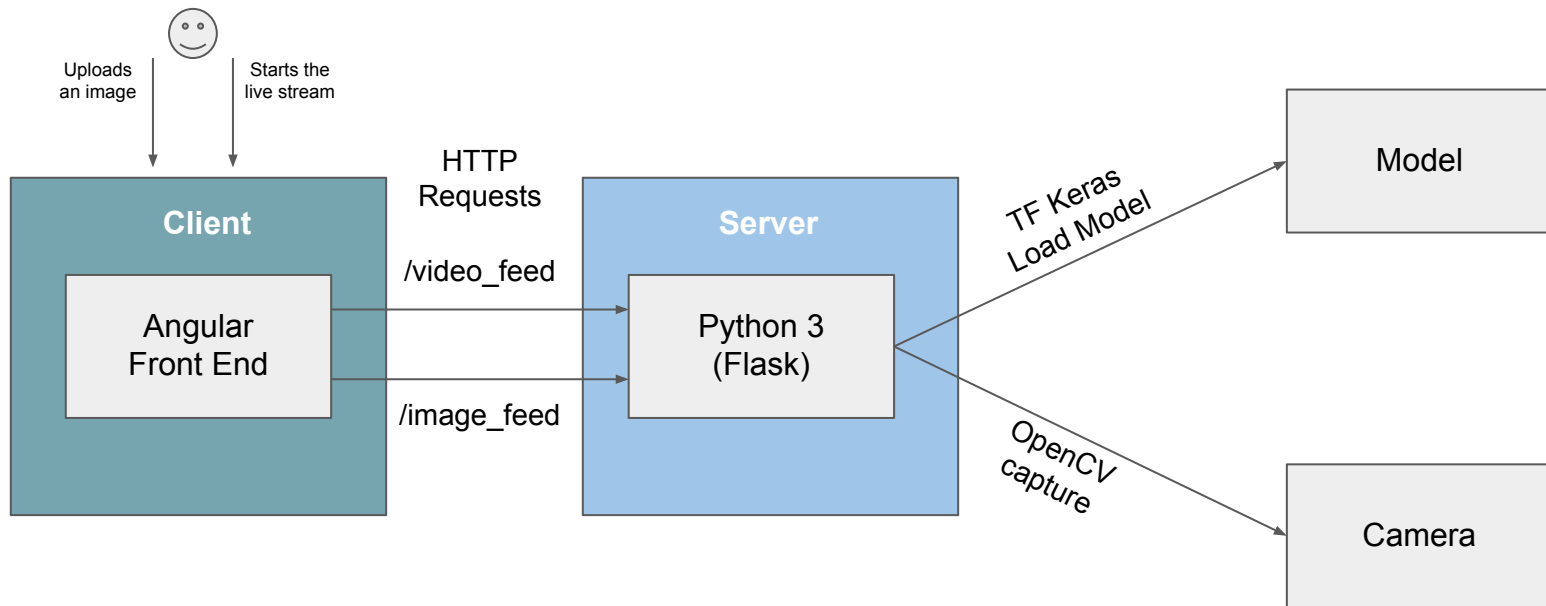 Uploads
an image
Starts the
live stream
HTTP
Requests
Client
Server
/video_feed
/image_feed
Angular
Front End
Python 3
(Flask)
TF Keras
Load Model
OpenCV
capture
Model
Camera